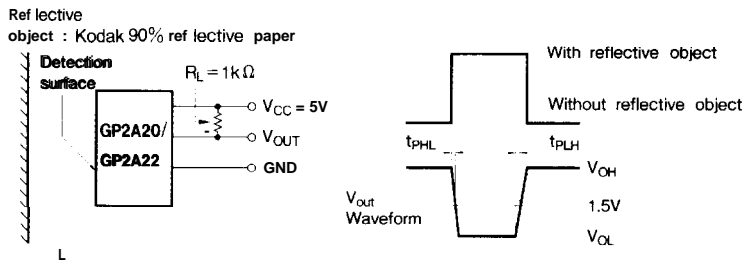 Ref lective
object : Kodak 90% ref lective paper
Detection
surface
R_L = 1k Ω
V_CC = 5V
GP2A20/
GP2A22
V_OUT
GND
L
With reflective object
Without reflective object
t_PHL
t_PLH
V_OH
V_out
Waveform
1.5V
V_OL